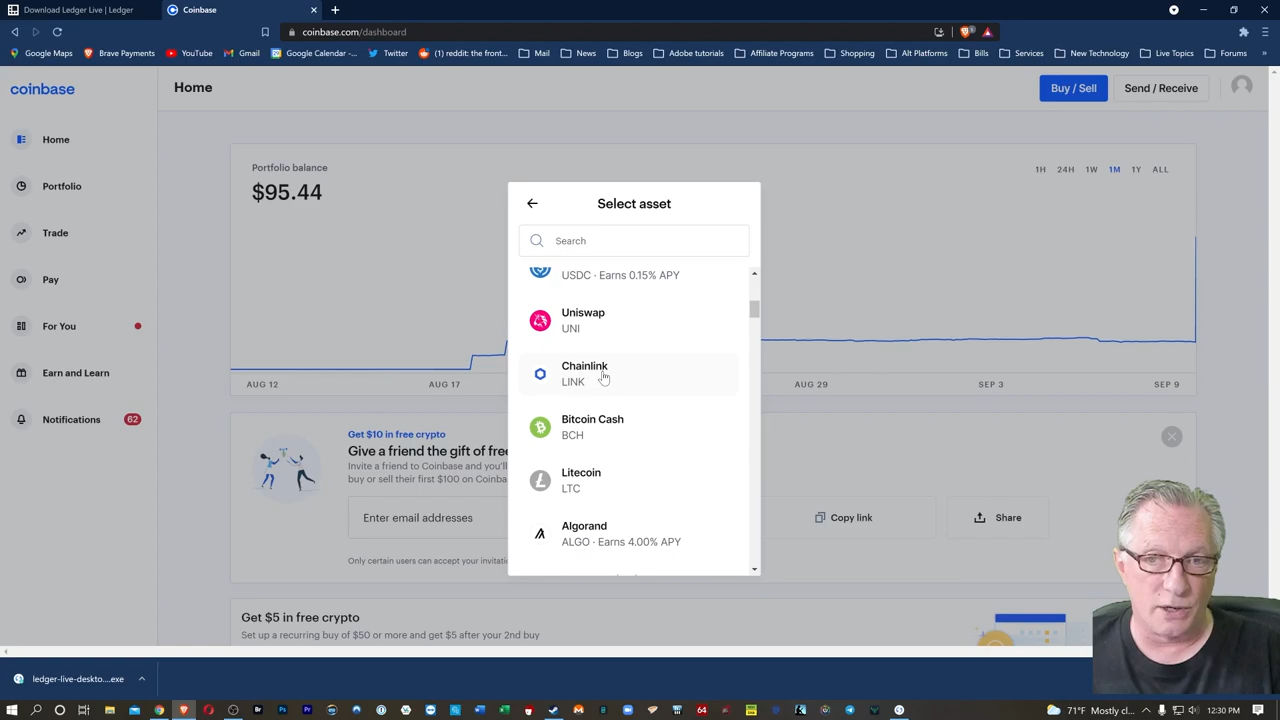 Download Ledger Live | Ledger
Coinbase
coinbase.com/dashboard
Google Maps
Brave Payments
YouTube
Gmail
Google Calendar -...
Twitter
reddit: the front...
Mail
News
Blogs
Adobe tutorials
Affiliate Programs
Shopping
Alt Platforms
Bills
Services
New Technology
Live Topics
Forums
coinbase
Home
Buy / Sell
Send / Receive
Home
Portfolio
Trade
Pay
For You
Earn and Learn
Notifications
62
Portfolio balance
$95.44
1H 24H 1W 1M 1Y ALL
AUG 12
AUG 17
AUG 29
SEP 3
SEP 9
Select asset
Search
USDC · Earns 0.15% APY
Uniswap
UNI
Chainlink
LINK
Bitcoin Cash
BCH
Litecoin
LTC
Algorand
ALGO · Earns 4.00% APY
Get $10 in free crypto
Give a friend the gift of free
Invite a friend to Coinbase and you'll
buy or sell their first $100 on Coinba
Enter email addresses
Copy link
Share
Only certain users can accept your invitati
Get $5 in free crypto
Set up a recurring buy of $50 or more and get $5 after your 2nd buy
ledger-live-deskto....exe
71°F Mostly cl...
12:30 PM